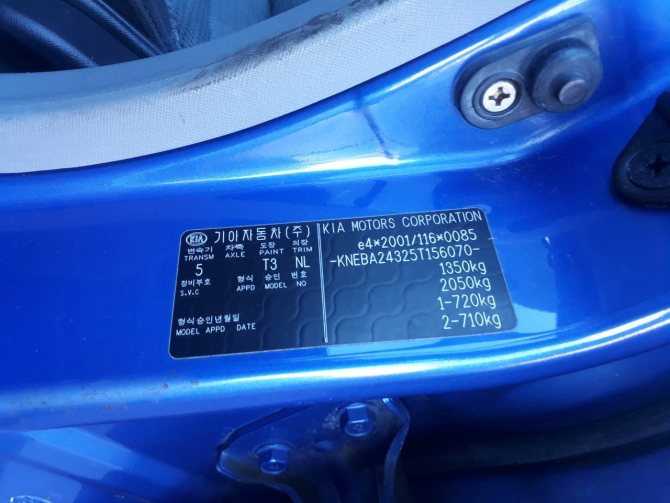 KIA 기아자동차(주)
변속기 차축 도장 의장
TRANSM AXLE PAINT TRIM
5 T3 NL
정비부호 형식 승인 번호
S.V.C APPD MODEL NO
형식승인년월일
MODEL APPD DATE
KIA MOTORS CORPORATION
e4*2001/116*0085
-KNEBA24325T156070-
1350kg
2050kg
1-720kg
2-710kg